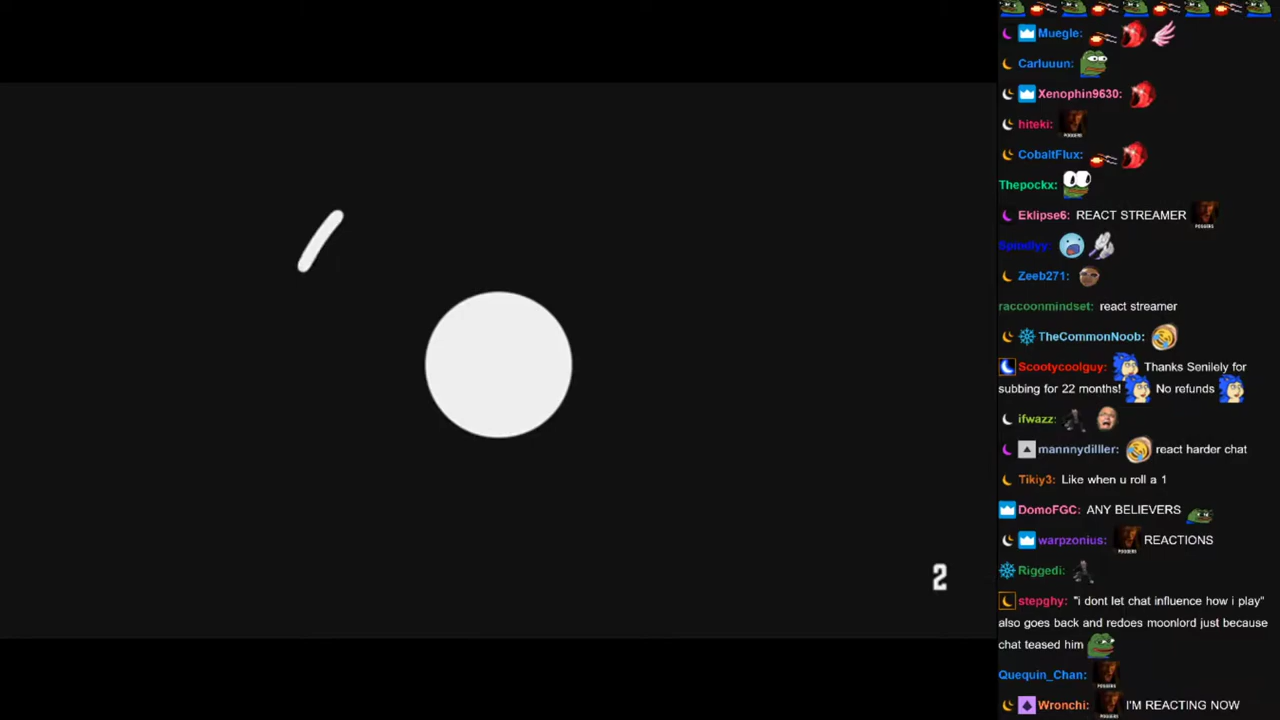 Muegle:
Carluuun:
Xenophin9630:
hiteki:
CobaltFlux:
Thepockx:
Eklipse6: REACT STREAMER
Spindlyy:
Zeeb271:
raccoonmindset: react streamer
TheCommonNoob:
Scootycoolguy: Thanks Senilely for
subbing for 22 months! No refunds
ifwazz:
mannnydilller: react harder chat
Tikiy3: Like when u roll a 1
DomoFGC: ANY BELIEVERS
warpzonius: REACTIONS
2
Riggedi:
stepghy: "i dont let chat influence how i play"
also goes back and redoes moonlord just because
chat teased him
Quequin_Chan:
Wronchi: I'M REACTING NOW